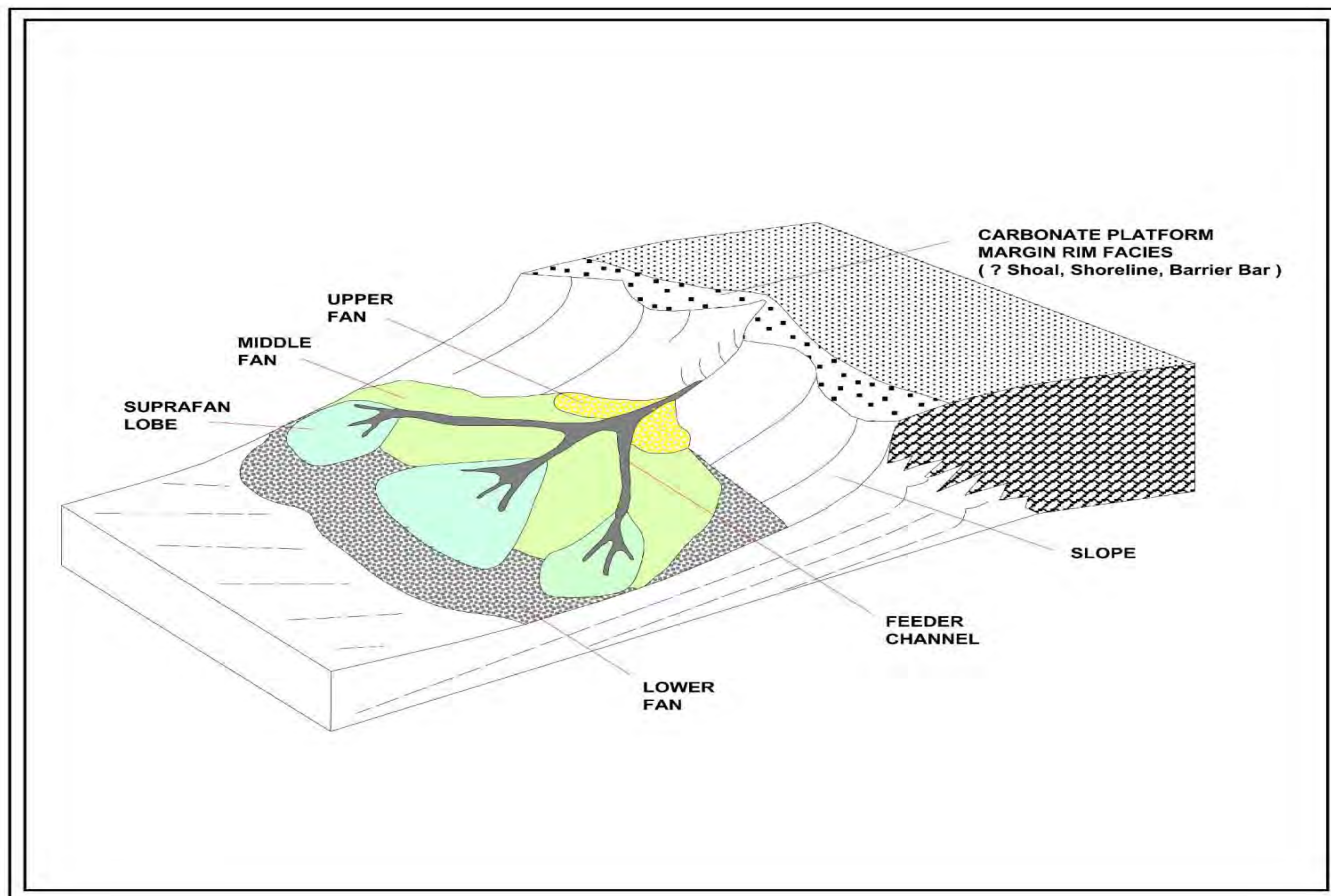 CARBONATE PLATFORM
MARGIN RIM FACIES
( ? Shoal, Shoreline, Barrier Bar )
UPPER
FAN
MIDDLE
FAN
SUPRAFAN
LOBE
SLOPE
FEEDER
CHANNEL
LOWER
FAN